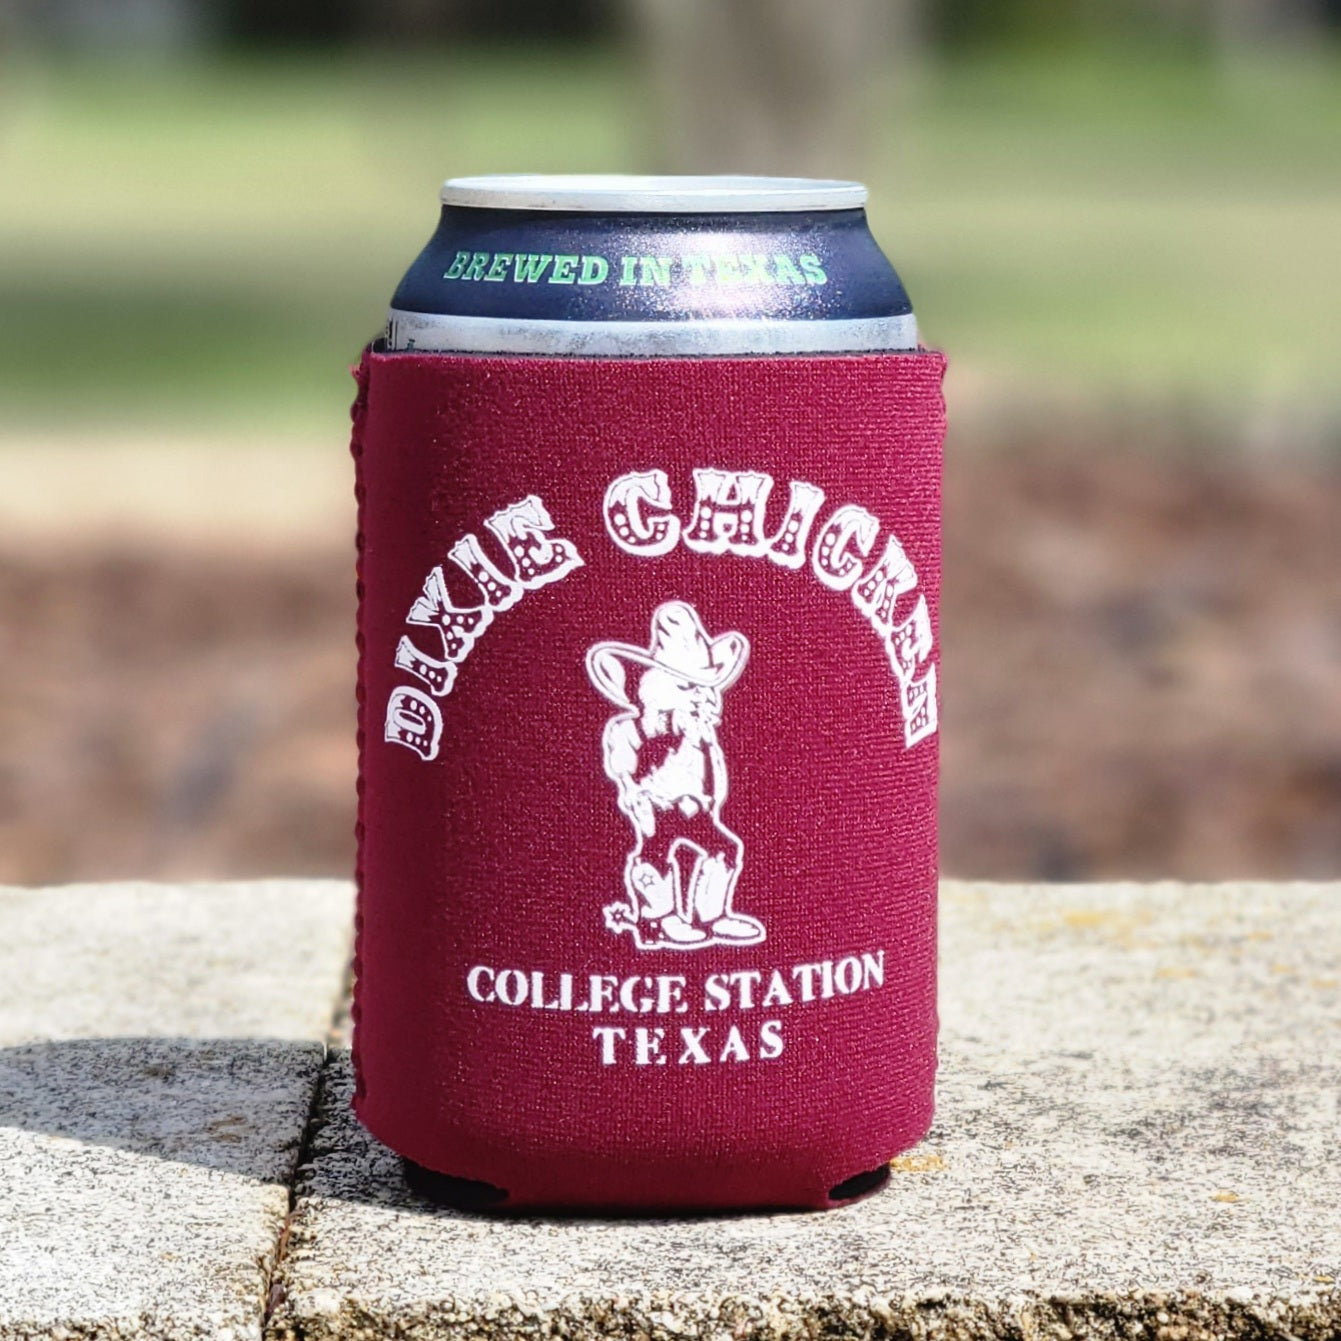 BREWED IN TEXAS
DIXIE CHICKEN
COLLEGE STATION
TEXAS